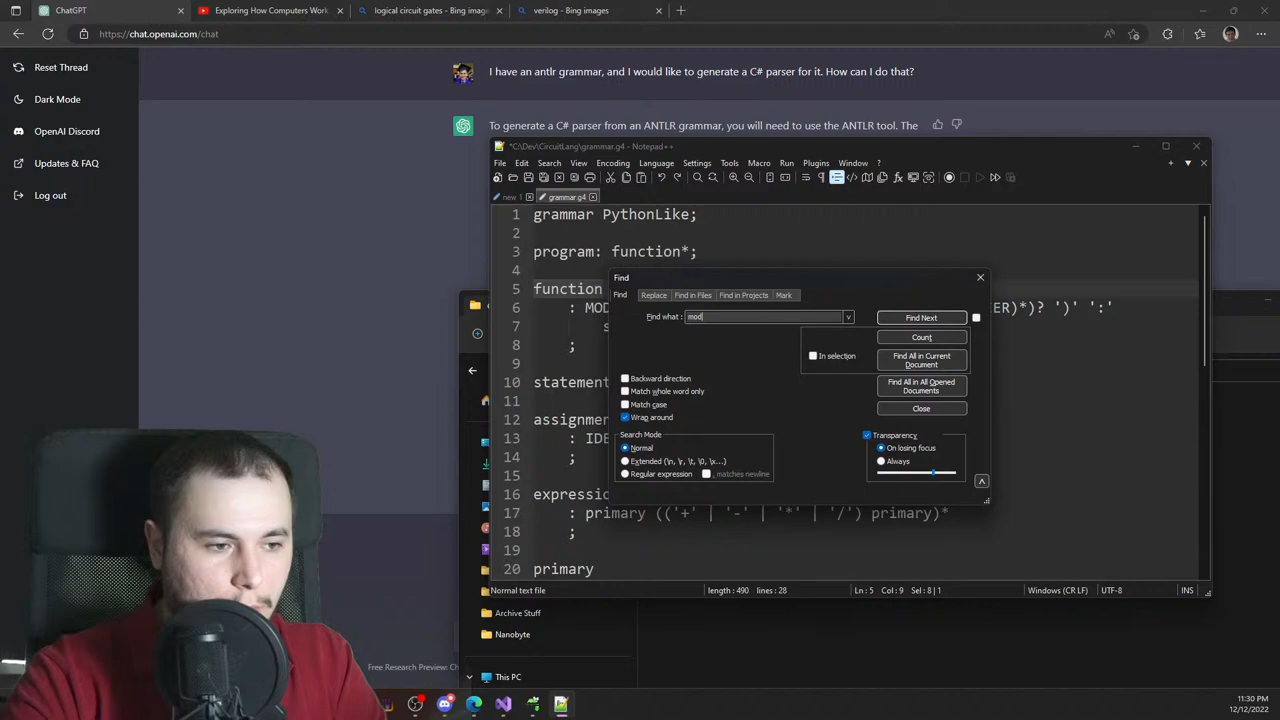 ChatGPT
Exploring How Computers Work
logical circuit gates - Bing image
verilog - Bing images
https://chat.openai.com/chat
Reset Thread
Dark Mode
OpenAI Discord
Updates & FAQ
Log out
I have an antlr grammar, and I would like to generate a C# parser for it. How can I do that?
To generate a C# parser from an ANTLR grammar, you will need to use the ANTLR tool. The
*C:\Dev\CircuitLang\grammar.g4 - Notepad++
File Edit Search View Encoding Language Settings Tools Macro Run Plugins Window ?
new 1
grammar.g4
1 grammar PythonLike;
2
3 program: function*;
4
5 function
6 : MOD
ER)*)? ')' ':'
7 s
8 ;
9
10 statement
11
12 assignm
13 : IDE
14 ;
15
16 expressio
17 : primary (('+' | '-' | '*' | '/') primary)*
18 ;
19
20 primary
Find
Find Replace Find in Files Find in Projects Mark
Find what : mod
Find Next
Count
In selection
Find All in Current Document
Find All in All Opened Documents
Close
Backward direction
Match whole word only
Match case
Wrap around
Search Mode
Normal
Extended (\n, \r, \t, \0, \x...)
Regular expression
. matches newline
Transparency
On losing focus
Always
Normal text file
length : 490 lines : 28
Ln : 5 Col : 9 Sel : 8 | 1
Windows (CR LF)
UTF-8
INS
Archive Stuff
Nanobyte
This PC
Free Research Preview: Ch
11:30 PM
12/12/2022